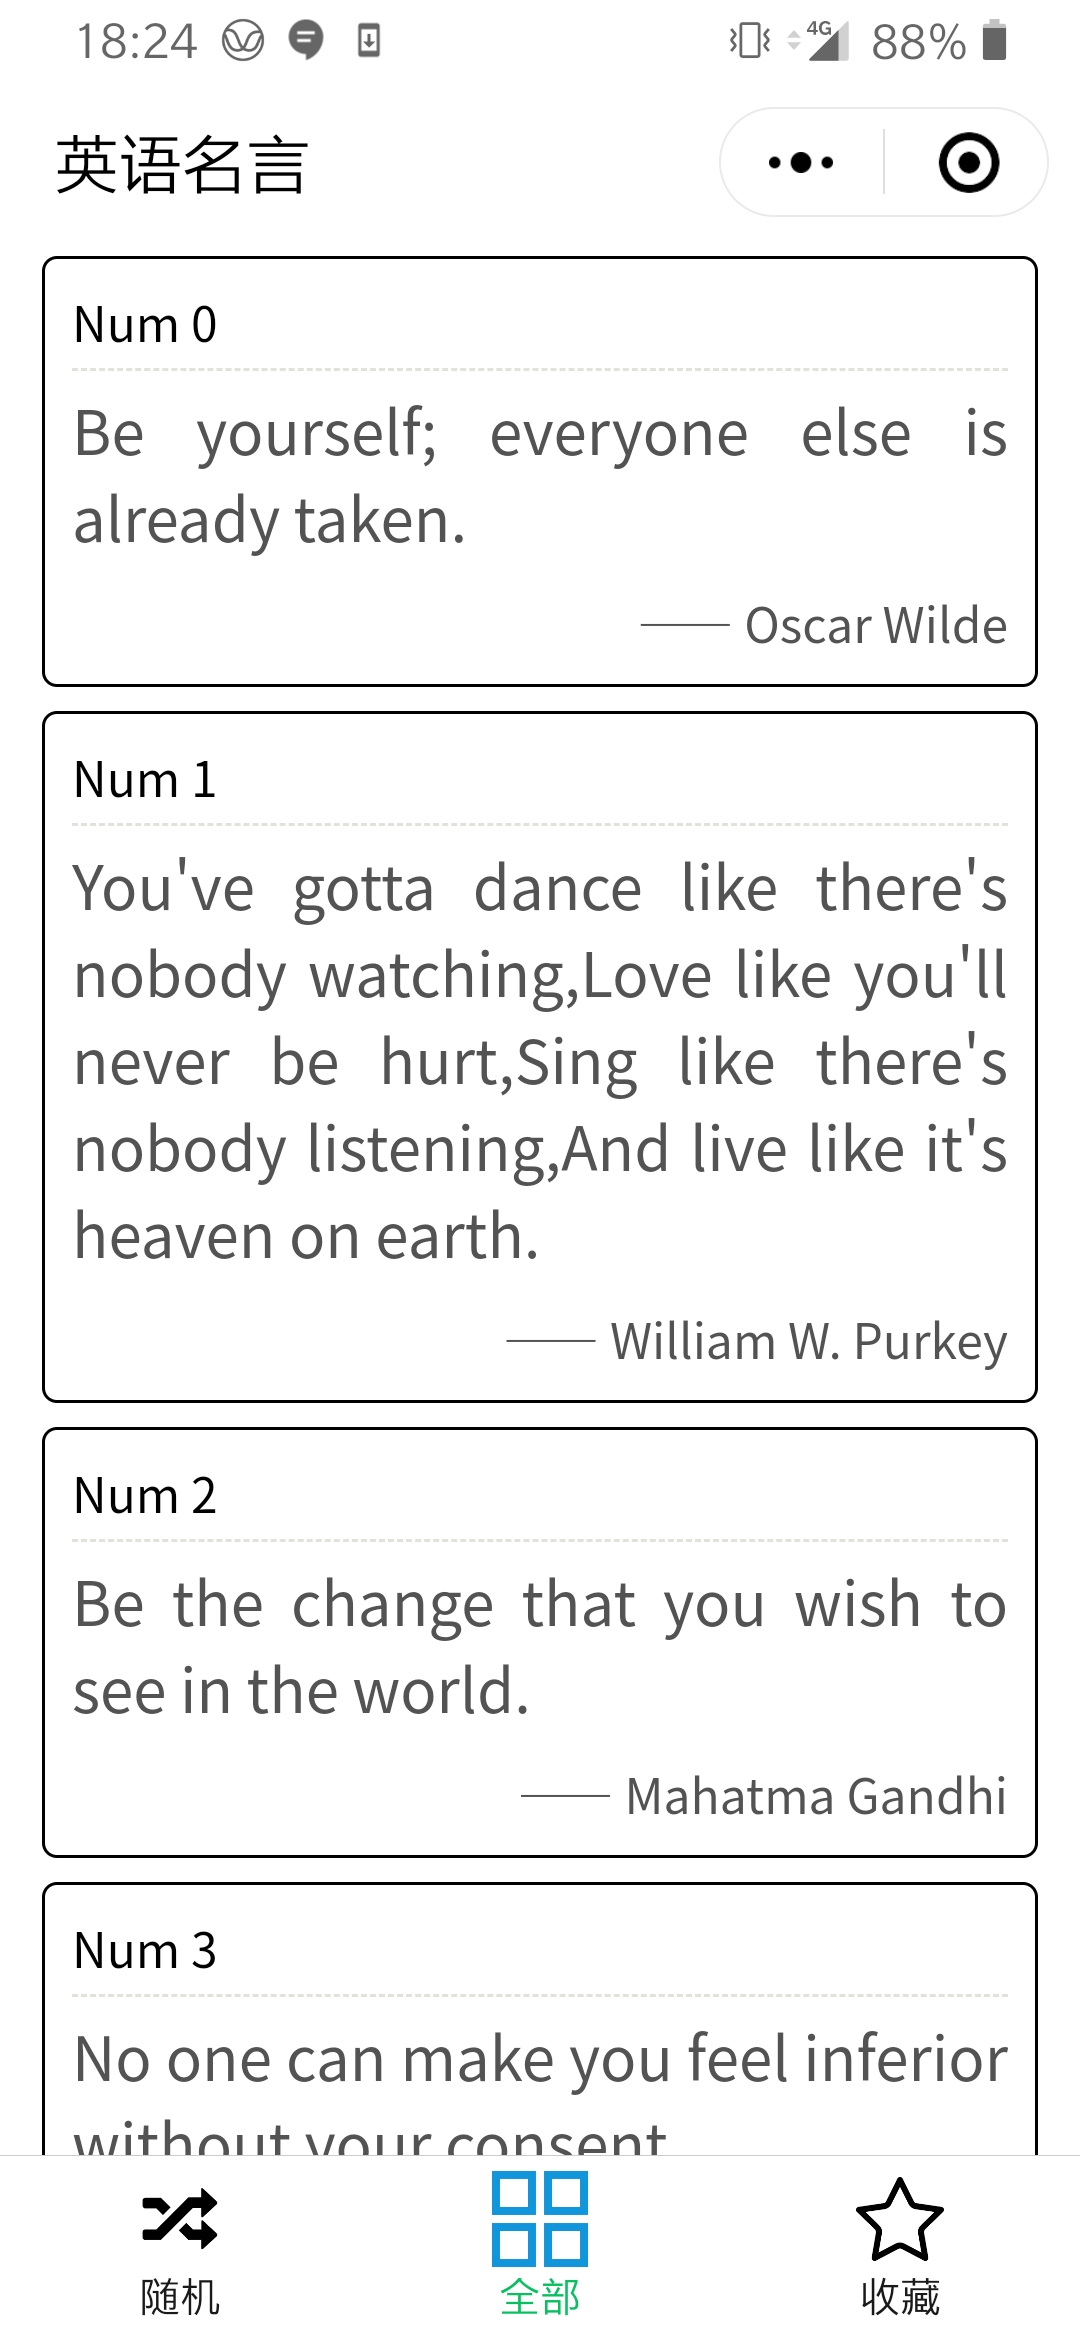 18:24
4G
88%
英语名言
Num 0
Be yourself; everyone else is
already taken.
—— Oscar Wilde
Num 1
You've gotta dance like there's
nobody watching,Love like you'll
never be hurt,Sing like there's
nobody listening,And live like it's
heaven on earth.
—— William W. Purkey
Num 2
Be the change that you wish to
see in the world.
—— Mahatma Gandhi
Num 3
No one can make you feel inferior
without your consent
随机
全部
收藏